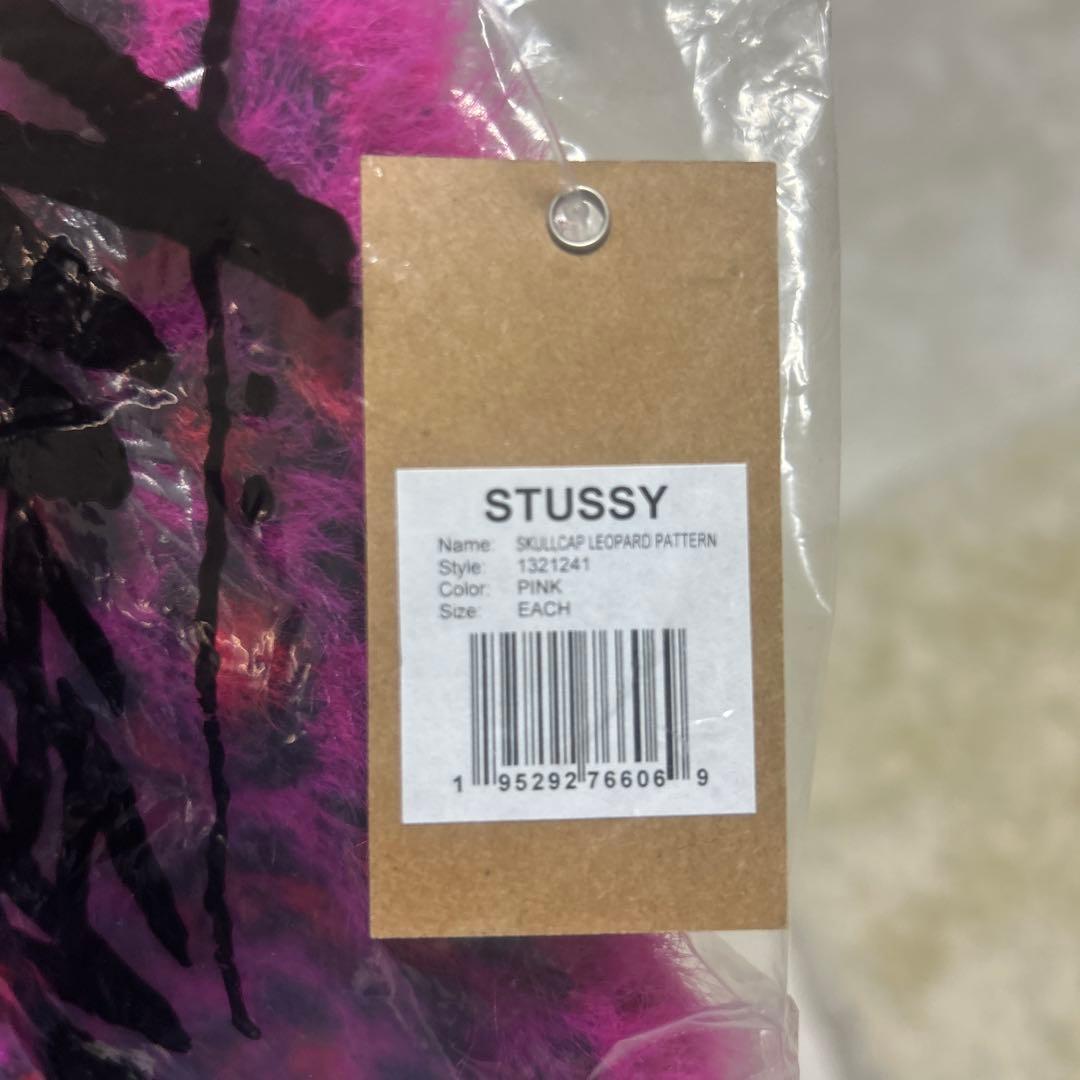 STUSSY
Name: SKULLCAP LEOPARD PATTERN
Style: 1321241
Color: PINK
Size: EACH
1 95292 76606 9